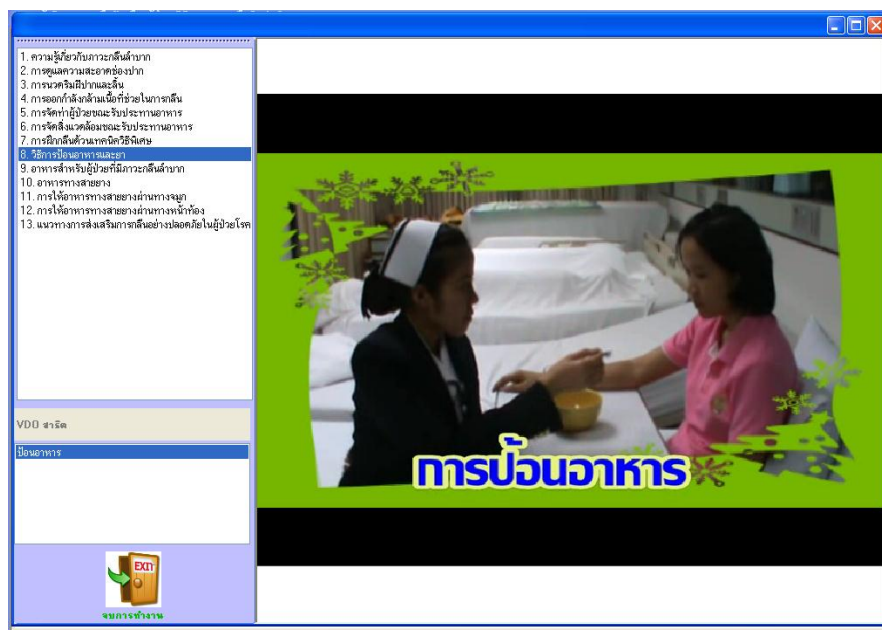 1. ความรู้เกี่ยวกับภาวะกลืนลำบาก
2. การดูแลความสะอาดช่องปาก
3. การนวดริมฝีปากและลิ้น
4. การออกกำลังกล้ามเนื้อที่ช่วยในการกลืน
5. การจัดท่าผู้ป่วยขณะรับประทานอาหาร
6. การจัดสิ่งแวดล้อมขณะรับประทานอาหาร
7. การฝึกกลืนด้วนเทคนิควิธีพิเศษ
8. วิธีการป้อนอาหารและยา
9. อาหารสำหรับผู้ป่วยที่มีภาวะกลืนลำบาก
10. อาหารทางสายยาง
11. การให้อาหารทางสายยางผ่านทางจมูก
12. การให้อาหารทางสายยางผ่านทางหน้าท้อง
13. แนวทางการส่งเสริมการกลืนอย่างปลอดภัยในผู้ป่วยโรค
VDO สาธิต
ป้อนอาหาร
การป้อนอาหาร
EXIT
จบการทำงาน